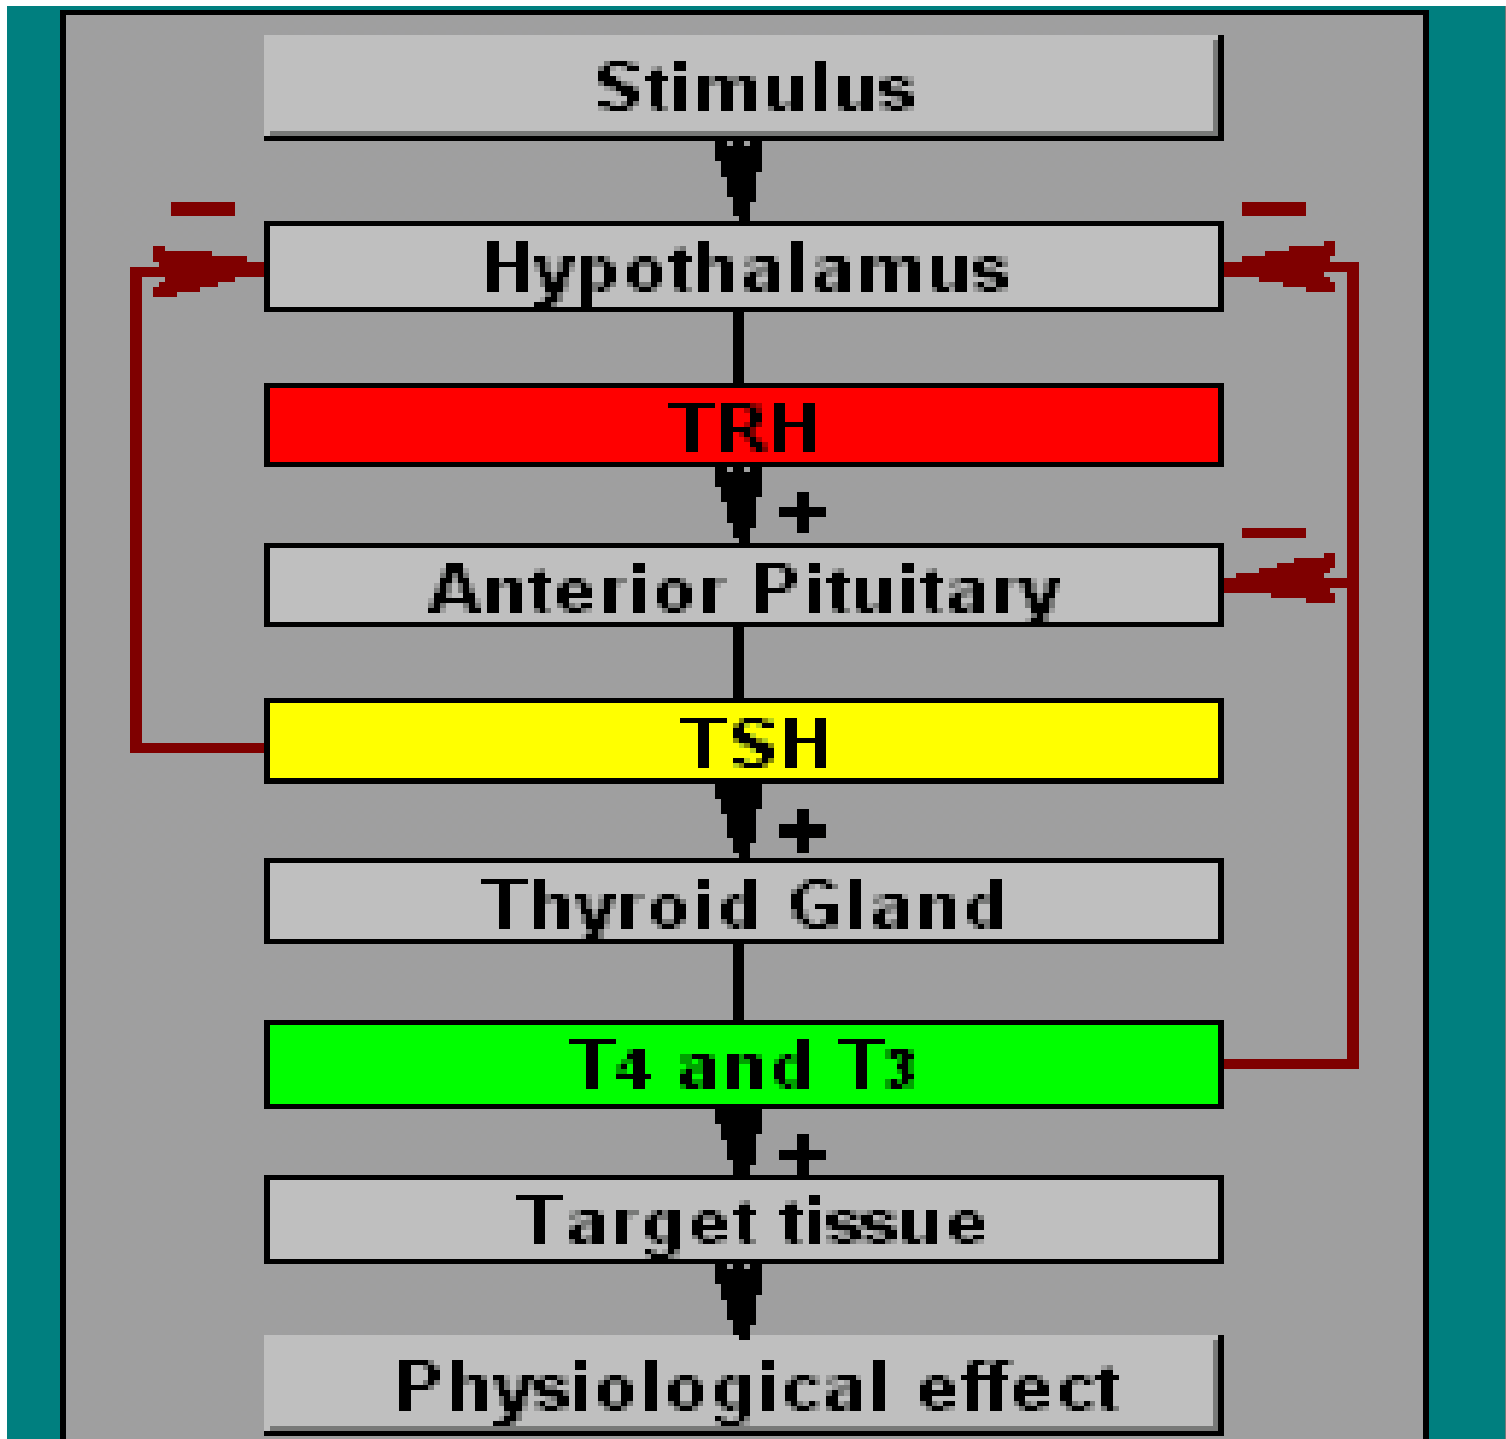 Stimulus
Hypothalamus
TRH
+
Anterior Pituitary
TSH
+
Thyroid Gland
T4 and T3
+
Target tissue
Physiological effect